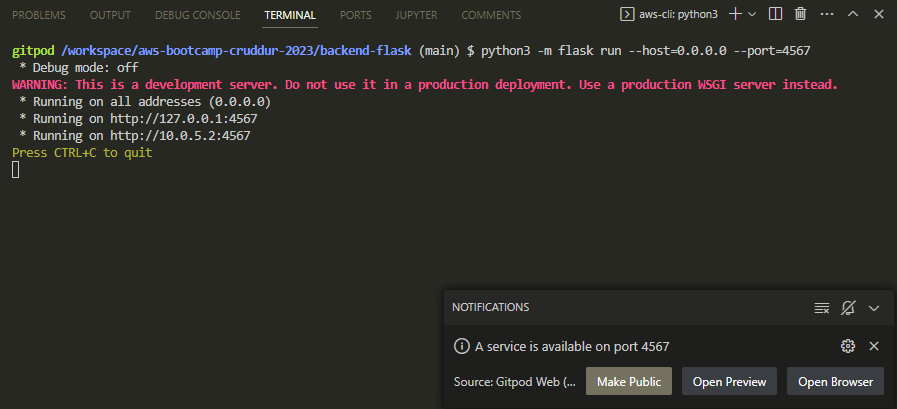 PROBLEMS OUTPUT DEBUG CONSOLE TERMINAL PORTS JUPYTER COMMENTS aws-cli: python3
gitpod /workspace/aws-bootcamp-cruddur-2023/backend-flask (main) $ python3 -m flask run --host=0.0.0.0 --port=4567
* Debug mode: off
WARNING: This is a development server. Do not use it in a production deployment. Use a production WSGI server instead.
* Running on all addresses (0.0.0.0)
* Running on http://127.0.0.1:4567
* Running on http://10.0.5.2:4567
Press CTRL+C to quit
NOTIFICATIONS
A service is available on port 4567
Source: Gitpod Web (... Make Public Open Preview Open Browser